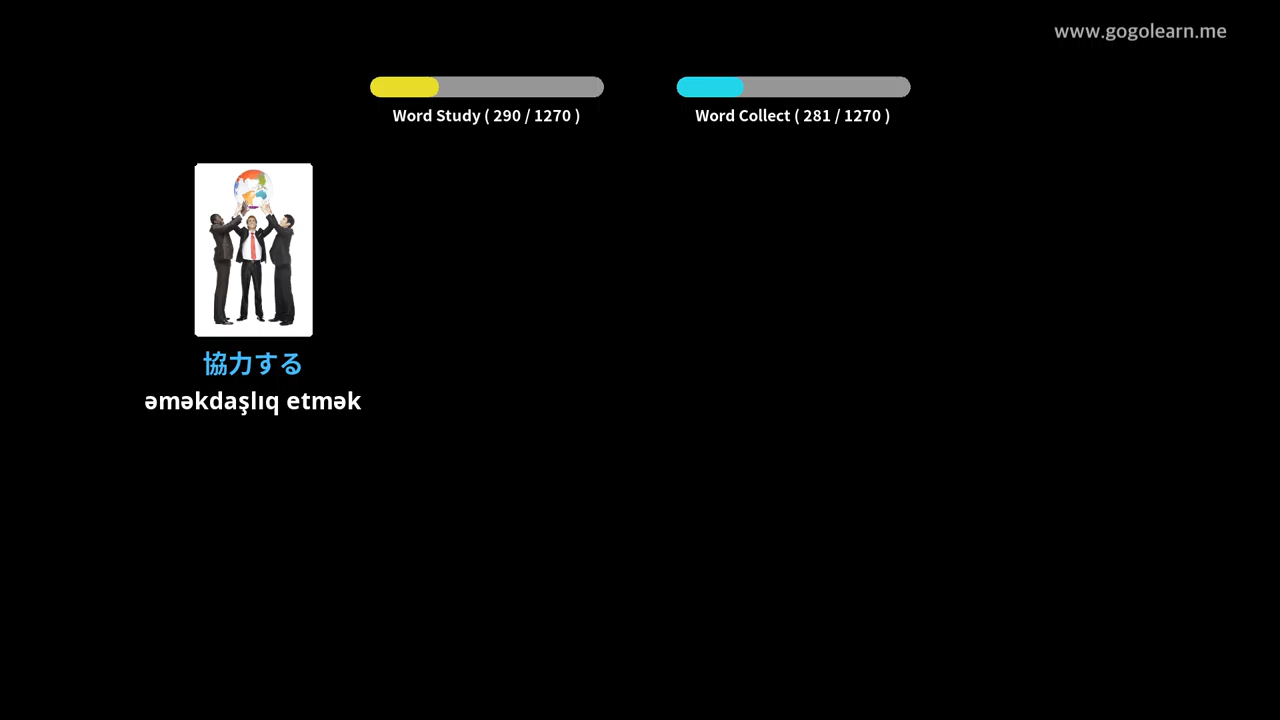 www.gogolearn.me
Word Study ( 290 / 1270 )
Word Collect ( 281 / 1270 )
協力する
əməkdaşlıq etmək